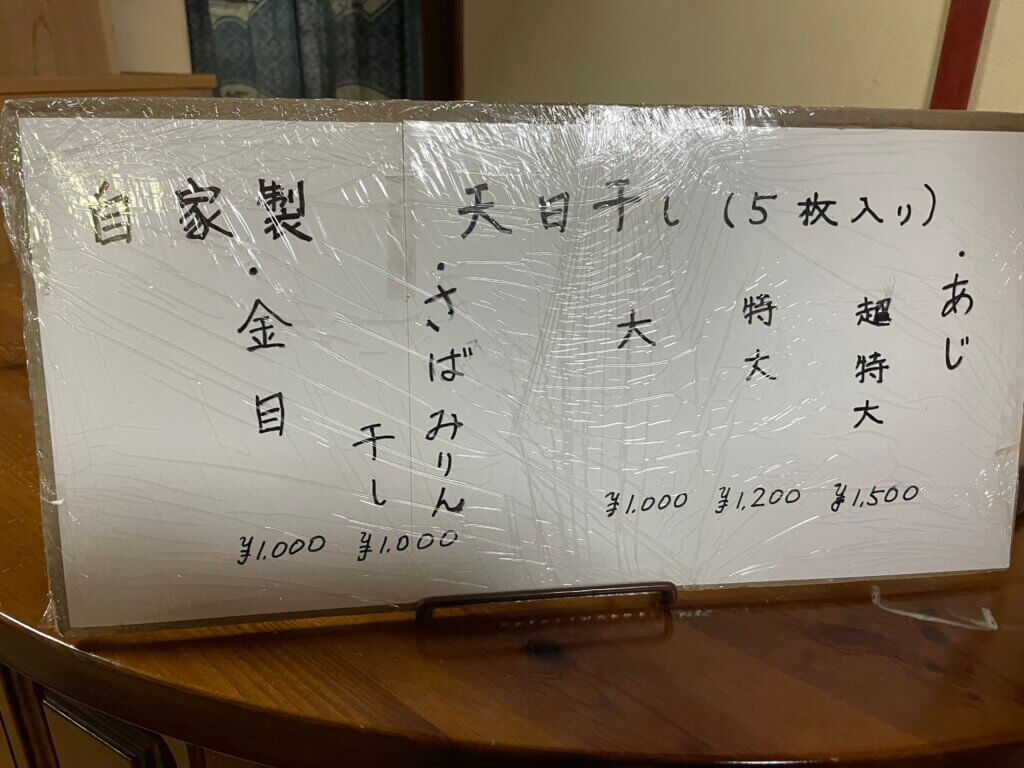 自家製 天日干し(5枚入り)
・あじ
超特大 ¥1,500
特大 ¥1,200
大 ¥1,000
・さばみりん
干し ¥1,000
・金目 ¥1,000